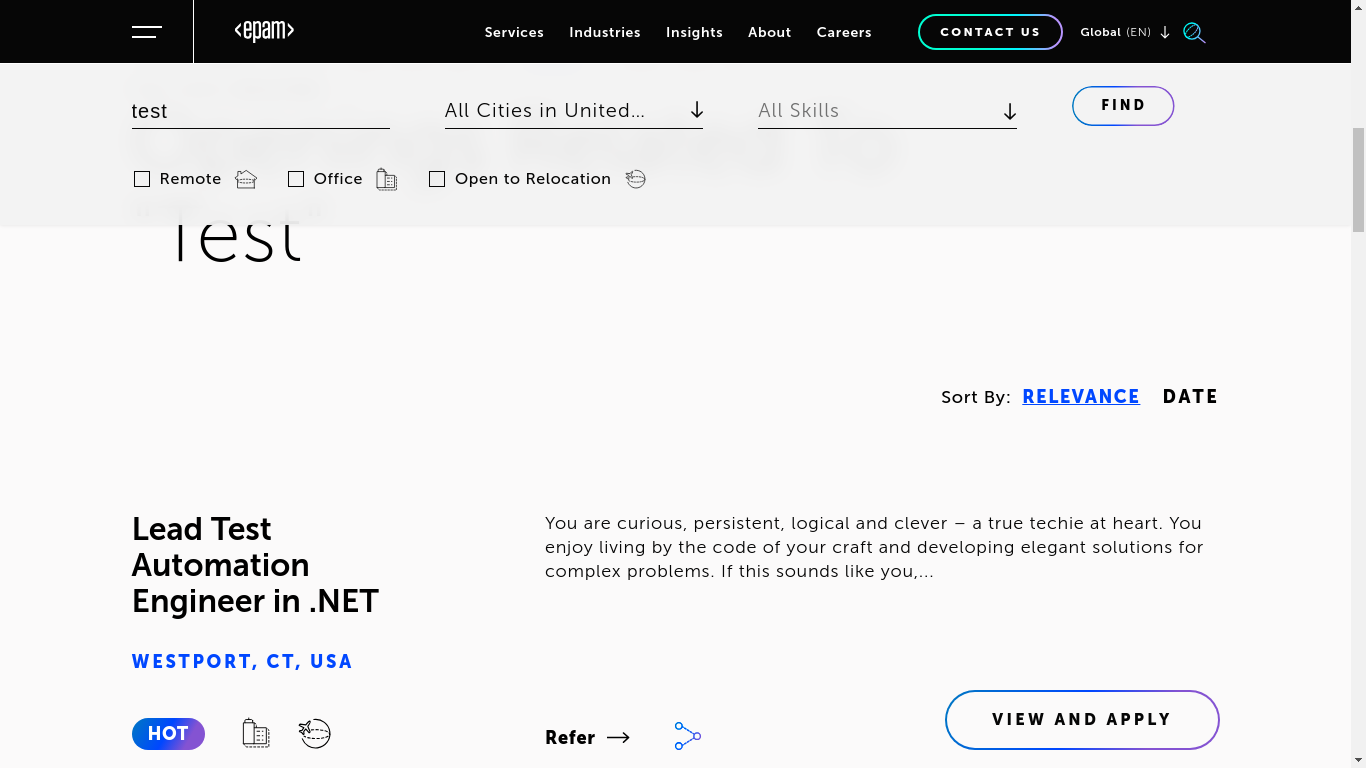 <epam>
Services Industries Insights About Careers CONTACT US Global (EN)
test All Cities in United... All Skills FIND
Remote Office Open to Relocation
Test
Sort By: RELEVANCE DATE
Lead Test
Automation
Engineer in .NET
You are curious, persistent, logical and clever – a true techie at heart. You
enjoy living by the code of your craft and developing elegant solutions for
complex problems. If this sounds like you,...
WESTPORT, CT, USA
HOT
Refer
VIEW AND APPLY